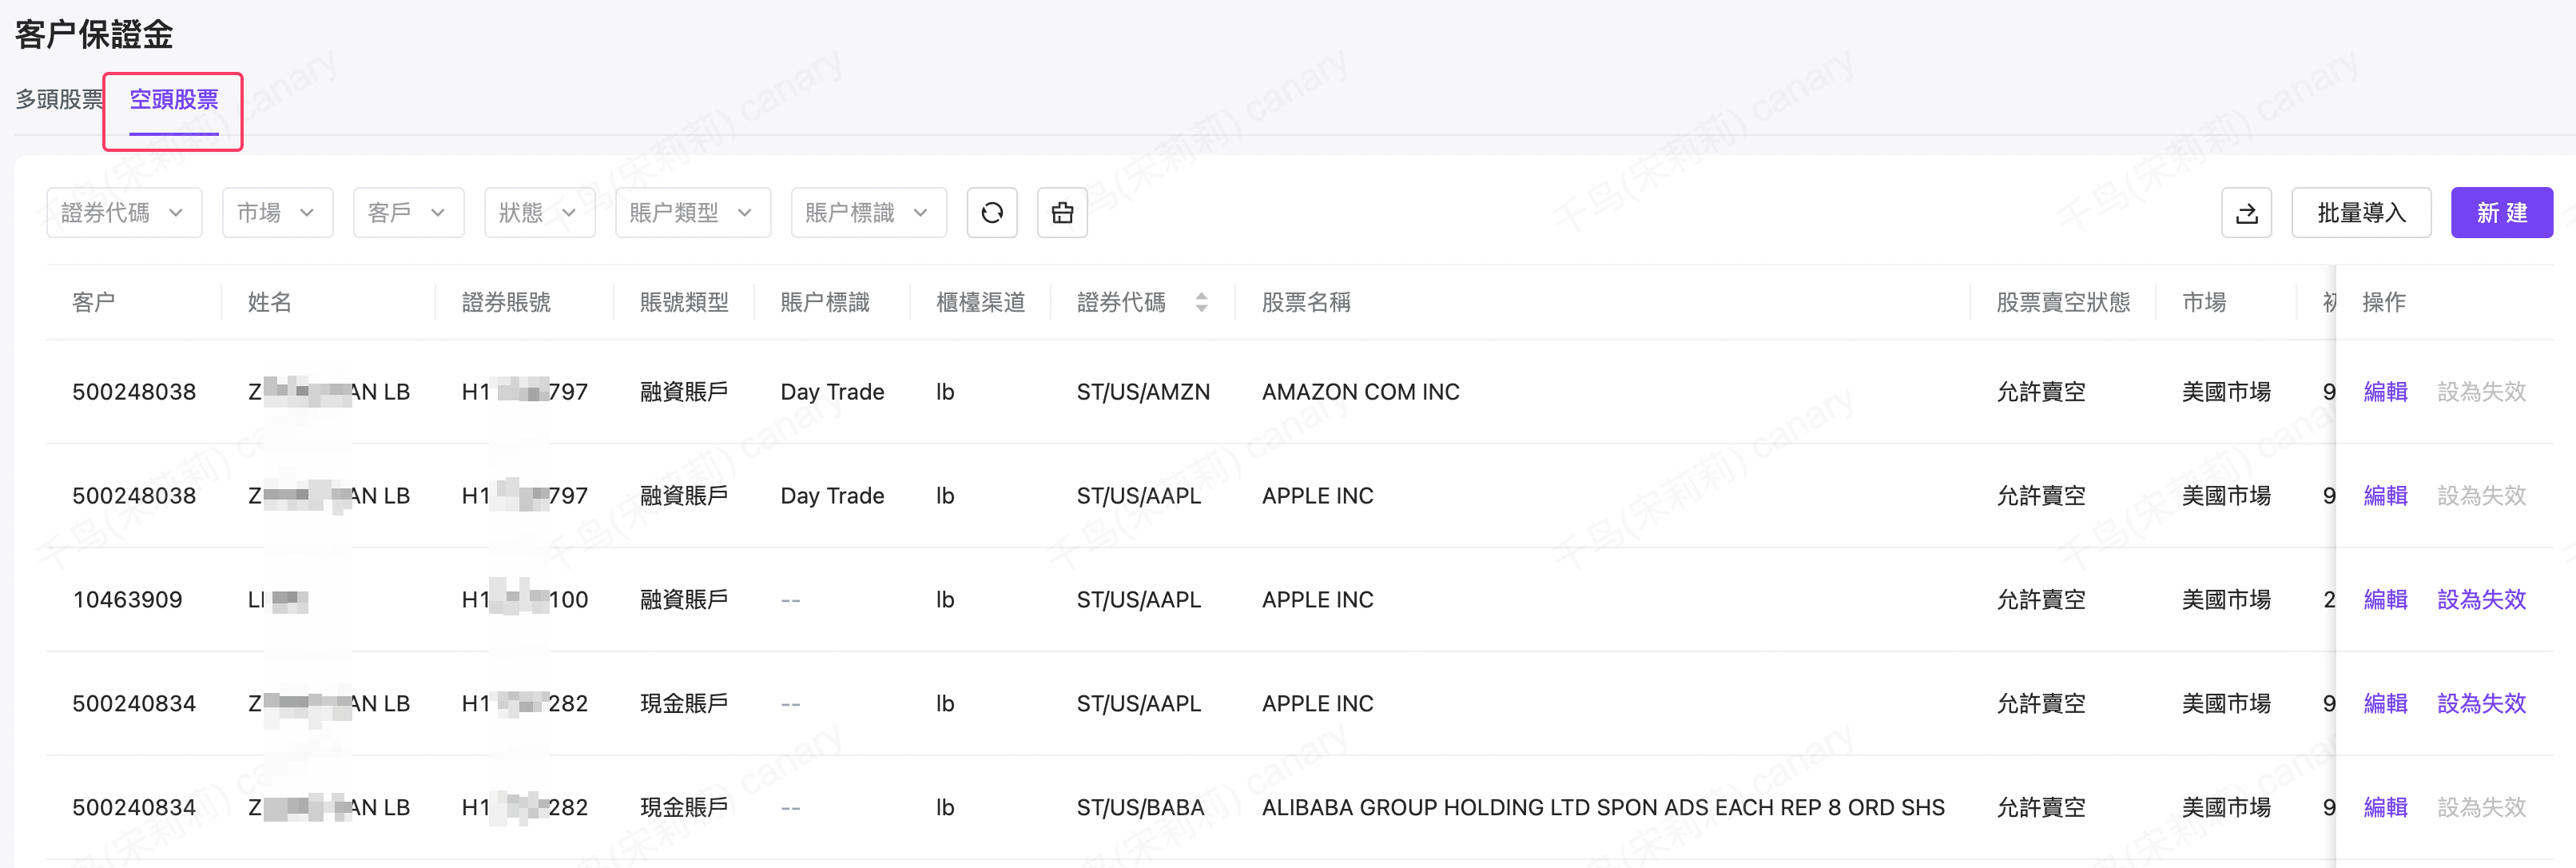 客户保證金
多頭股票 空頭股票
證券代碼 市場 客戶 狀態 賬户類型 賬户標識 批量導入 新 建
客户 姓名 證券賬號 賬號類型 賬户標識 櫃檯渠道 證券代碼 股票名稱 股票賣空狀態 市場 初 操作
500248038 Z AN LB H1 797 融資賬戶 Day Trade lb ST/US/AMZN AMAZON COM INC 允許賣空 美國市場 9 編輯 設為失效
500248038 Z AN LB H1 797 融資賬戶 Day Trade lb ST/US/AAPL APPLE INC 允許賣空 美國市場 9 編輯 設為失效
10463909 LI H1 100 融資賬戶 -- lb ST/US/AAPL APPLE INC 允許賣空 美國市場 2 編輯 設為失效
500240834 Z AN LB H1 282 現金賬戶 -- lb ST/US/AAPL APPLE INC 允許賣空 美國市場 9 編輯 設為失效
500240834 Z AN LB H1 282 現金賬戶 -- lb ST/US/BABA ALIBABA GROUP HOLDING LTD SPON ADS EACH REP 8 ORD SHS 允許賣空 美國市場 9 編輯 設為失效
千鸟(宋莉莉) canary